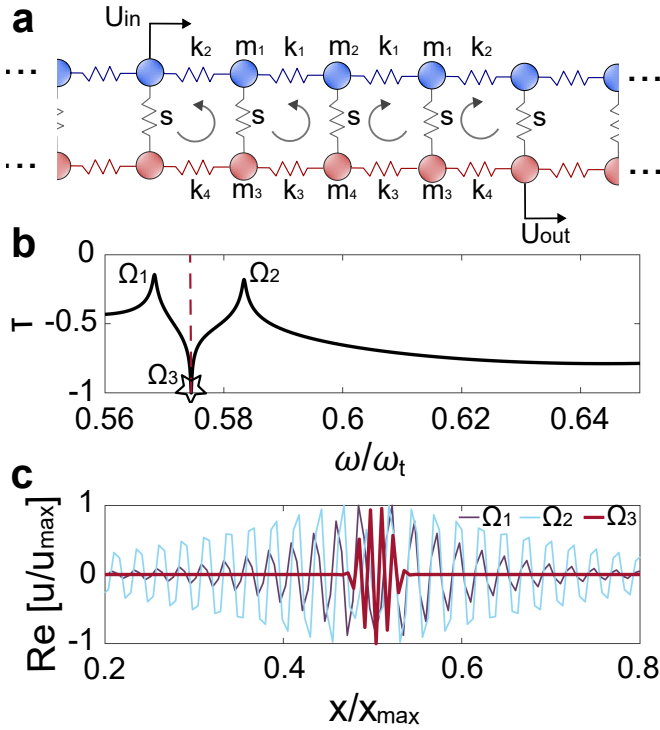 a
Uin
k2 m1 k1 m2 k1 m1 k2
... ...
s s s s s
... ...
k4 m3 k3 m4 k3 m3 k4
Uout
b
0
-0.5
-1
τ
Ω1 Ω2
Ω3
0.56 0.58 0.6 0.62 0.64
ω/ωt
c
1
0
-1
Re [u/umax]
Ω1 Ω2 Ω3
0.2 0.4 0.6 0.8
x/xmax